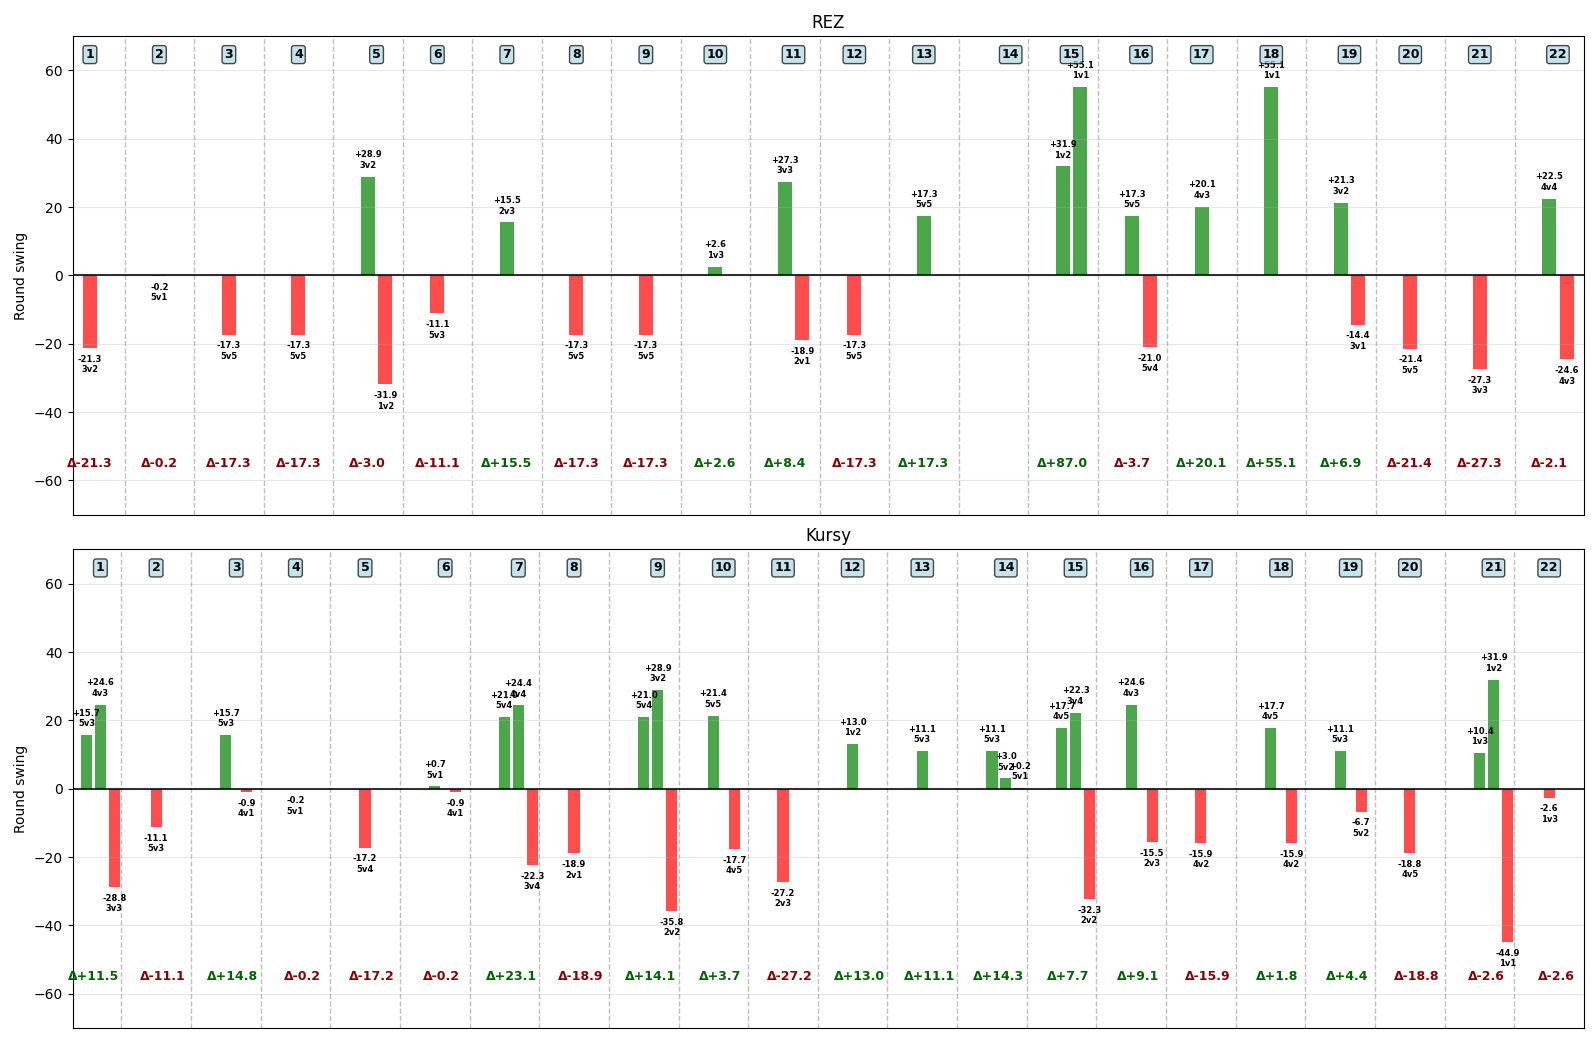 REZ
1 2 3 4 5 6 7 8 9 10 11 12 13 14 15 16 17 18 19 20 21 22
+55.1 +55.1
1v1 1v1
+31.9
1v2
+28.9
3v2
+27.3
3v3
+22.5
4v4
+21.3
3v2
+20.1
4v3
+17.3 +17.3
5v5 5v5
+15.5
2v3
+2.6
1v3
-0.2
5v1
-11.1
5v3
-14.4
3v1
-17.3 -17.3 -17.3 -17.3 -17.3
5v5 5v5 5v5 5v5 5v5
-18.9
2v1
-21.3 -21.0 -21.4
3v2 5v4 5v5
-24.6
4v3
-27.3
3v3
-31.9
1v2
Δ-21.3 Δ-0.2 Δ-17.3 Δ-17.3 Δ-3.0 Δ-11.1 Δ+15.5 Δ-17.3 Δ-17.3 Δ+2.6 Δ+8.4 Δ-17.3 Δ+17.3 Δ+87.0 Δ-3.7 Δ+20.1 Δ+55.1 Δ+6.9 Δ-21.4 Δ-27.3 Δ-2.1
60
40
20
0
−20
−40
−60
Round swing
Kursy
1 2 3 4 5 6 7 8 9 10 11 12 13 14 15 16 17 18 19 20 21 22
+15.7
5v3
+24.6
4v3
-28.8
3v3
-11.1
5v3
+15.7
5v3
-0.9
4v1
-0.2
5v1
-17.2
5v4
+0.7
5v1
-0.9
4v1
+21.0
5v4
+24.4
4v4
-22.3
3v4
-18.9
2v1
+21.0
5v4
+28.9
3v2
-35.8
2v2
+21.4
5v5
-17.7
4v5
-27.2
2v3
+13.0
1v2
+11.1
5v3
+11.1
5v3
+3.0
5v2
+0.2
5v1
+17.7
4v5
+22.3
3v4
-32.3
2v2
+24.6
4v3
-15.5
2v3
-15.9
4v2
+17.7
4v5
-15.9
4v2
+11.1
5v3
-6.7
5v2
-18.8
4v5
+10.4
1v3
+31.9
1v2
-44.9
1v1
-2.6
1v3
Δ+11.5 Δ-11.1 Δ+14.8 Δ-0.2 Δ-17.2 Δ-0.2 Δ+23.1 Δ-18.9 Δ+14.1 Δ+3.7 Δ-27.2 Δ+13.0 Δ+11.1 Δ+14.3 Δ+7.7 Δ+9.1 Δ-15.9 Δ+1.8 Δ+4.4 Δ-18.8 Δ-2.6 Δ-2.6
60
40
20
0
−20
−40
−60
Round swing